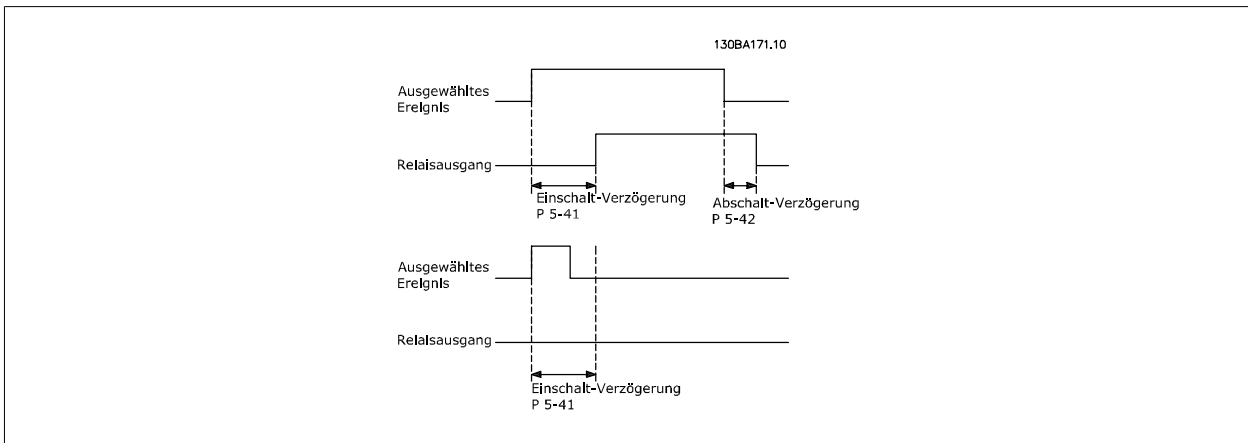 130BA171.10
Ausgewähltes
Ereignis
Relaisausgang
Einschalt-Verzögerung
P 5-41
Abschalt-Verzögerung
P 5-42
Ausgewähltes
Ereignis
Relaisausgang
Einschalt-Verzögerung
P 5-41